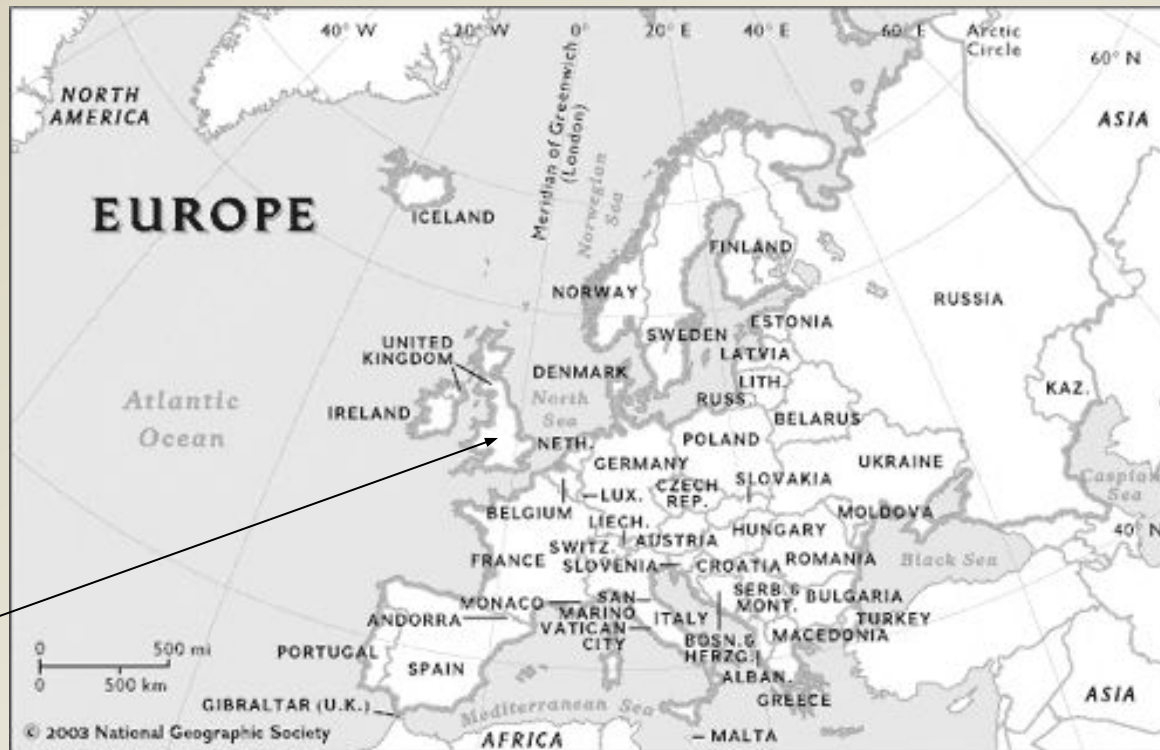 40° W
20° W
0°
20° E
40° E
60° E
Arctic
Circle
60° N
NORTH
AMERICA
ASIA
Meridian of Greenwich
(London)
Norwegian
Sea
EUROPE
ICELAND
FINLAND
NORWAY
RUSSIA
SWEDEN
ESTONIA
UNITED
KINGDOM
LATVIA
DENMARK
LITH.
KAZ.
RUSS.
Atlantic
Ocean
IRELAND
North
Sea
BELARUS
NETH.
POLAND
GERMANY
UKRAINE
CZECH
REP.
SLOVAKIA
Caspian
Sea
LUX.
BELGIUM
MOLDOVA
LIECH.
AUSTRIA
HUNGARY
40° N
FRANCE
SWITZ.
SLOVENIA
CROATIA
ROMANIA
Black Sea
MONACO
SAN
MARINO
SERB. &
MONT.
BULGARIA
ANDORRA
ITALY
TURKEY
VATICAN
CITY
MACEDONIA
BOSN. &
HERZG.
PORTUGAL
SPAIN
ALBAN.
GREECE
0 500 mi
0 500 km
GIBRALTAR (U.K.)
Mediterranean Sea
ASIA
© 2003 National Geographic Society
AFRICA
MALTA